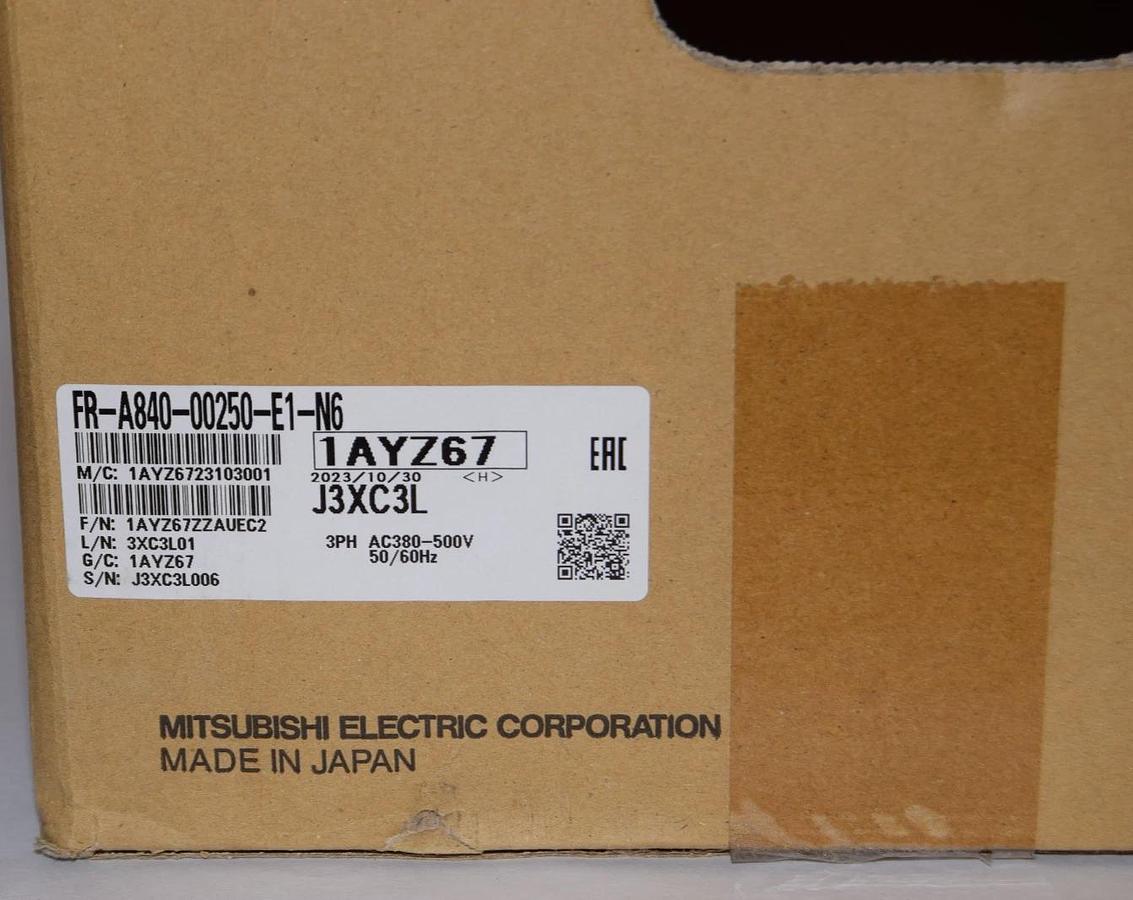 FR-A840-00250-E1-N6
1AYZ67
EAC
M/C: 1AYZ6723103001
2023/10/30 <H>
J3XC3L
F/N: 1AYZ67ZZAUEC2
L/N: 3XC3L01
3PH AC380-500V
G/C: 1AYZ67
50/60Hz
S/N: J3XC3L006
MITSUBISHI ELECTRIC CORPORATION
MADE IN JAPAN